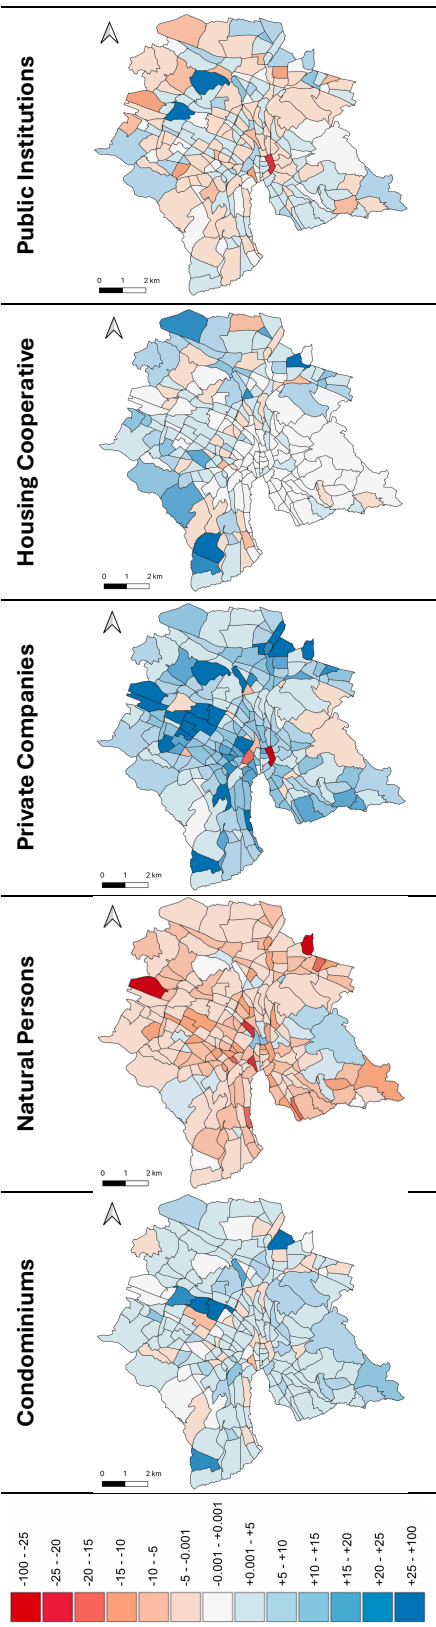 Public Institutions
0 1 2 km
Housing Cooperative
0 1 2 km
Private Companies
0 1 2 km
Natural Persons
0 1 2 km
Condominiums
0 1 2 km
-100 - -25
-25 - -20
-20 - -15
-15 - -10
-10 - -5
-5 - -0.001
-0.001 - +0.001
+0.001 - +5
+5 - +10
+10 - +15
+15 - +20
+20 - +25
+25 - +100